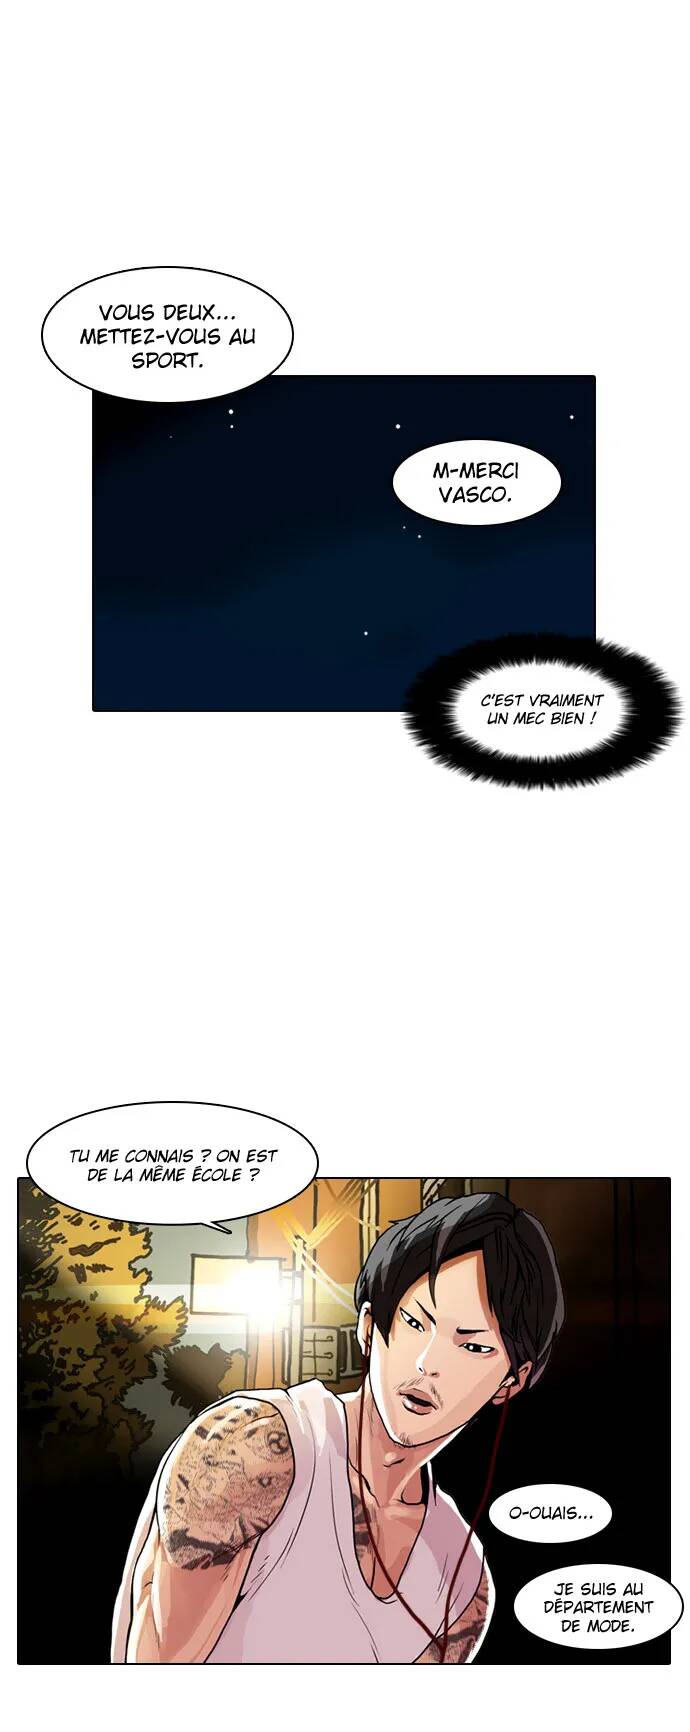 VOUS DEUX...
METTEZ-VOUS AU
SPORT.
M-MERCI
VASCO.
C'EST VRAIMENT
UN MEC BIEN !
TU ME CONNAIS ? ON EST
DE LA MÊME ÉCOLE ?
O-OUAIS...
JE SUIS AU
DÉPARTEMENT
DE MODE.